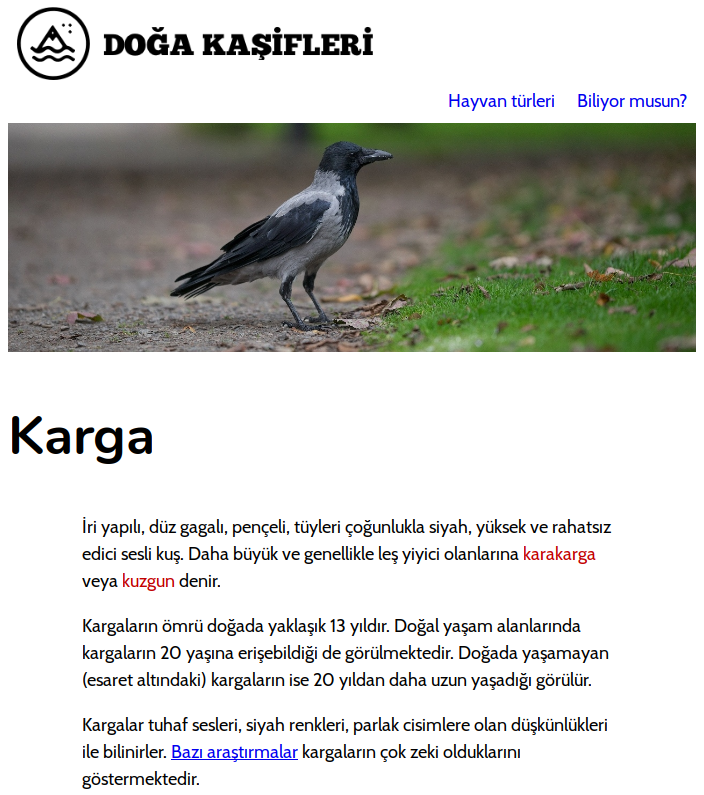 DOĞA KAŞİFLERİ
Hayvan türleri Biliyor musun?
Karga
İri yapılı, düz gagalı, pençeli, tüyleri çoğunlukla siyah, yüksek ve rahatsız
edici sesli kuş. Daha büyük ve genellikle leş yiyici olanlarına karakarga
veya kuzgun denir.
Kargaların ömrü doğada yaklaşık 13 yıldır. Doğal yaşam alanlarında
kargaların 20 yaşına erişebildiği de görülmektedir. Doğada yaşamayan
(esaret altındaki) kargaların ise 20 yıldan daha uzun yaşadığı görülür.
Kargalar tuhaf sesleri, siyah renkleri, parlak cisimlere olan düşkünlükleri
ile bilinirler. Bazı araştırmalar kargaların çok zeki olduklarını
göstermektedir.